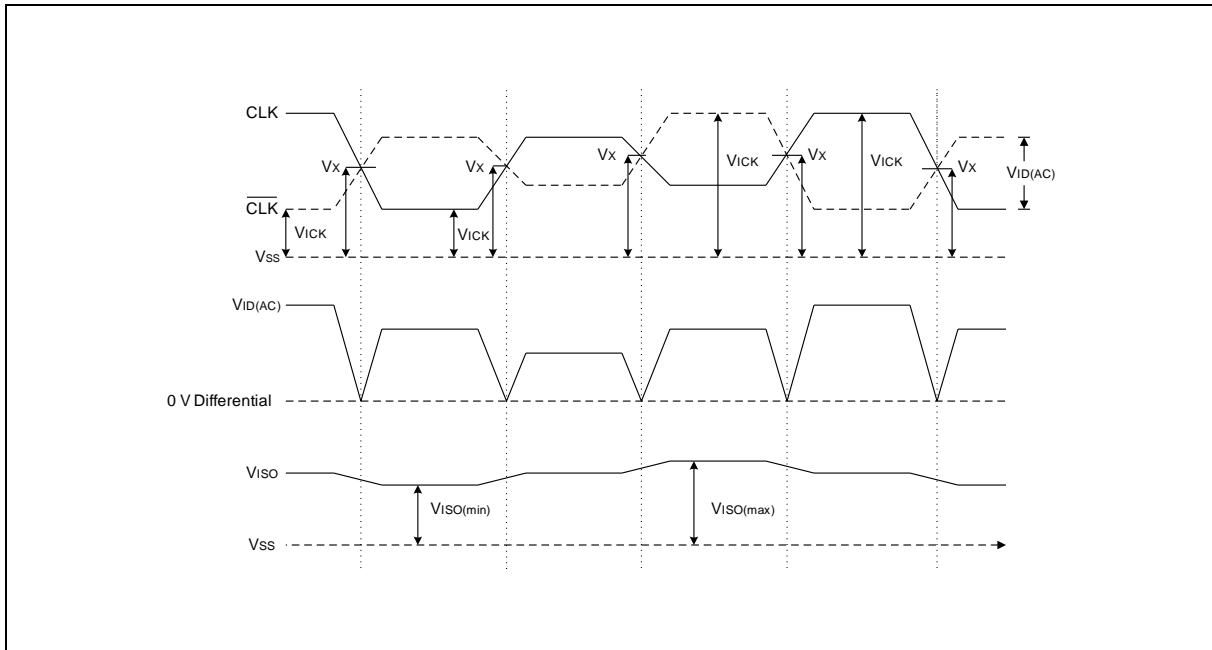 CLK
VX VX VX VX VX
VICK VICK VID(AC)
C̅L̅K̅
VICK VICK
VSS
VID(AC)
0 V Differential
VISO
VISO(min) VISO(max)
VSS